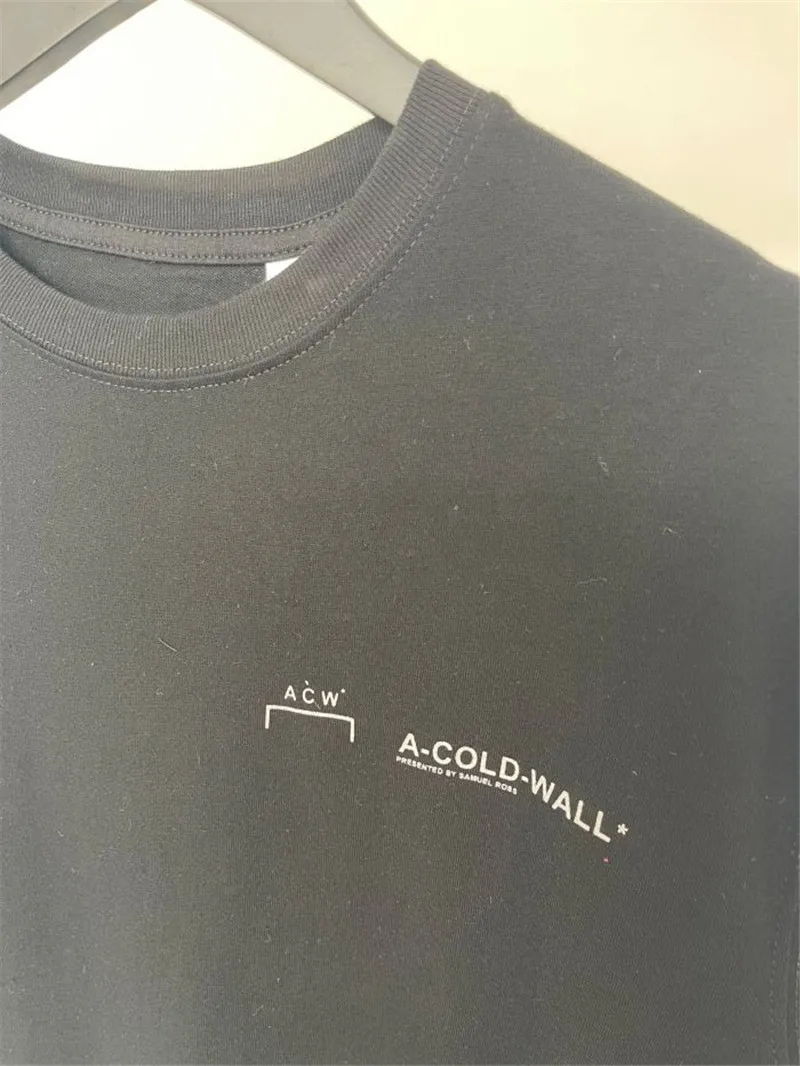 ACW*
A-COLD-WALL*
PRESENTED BY SAMUEL ROSS